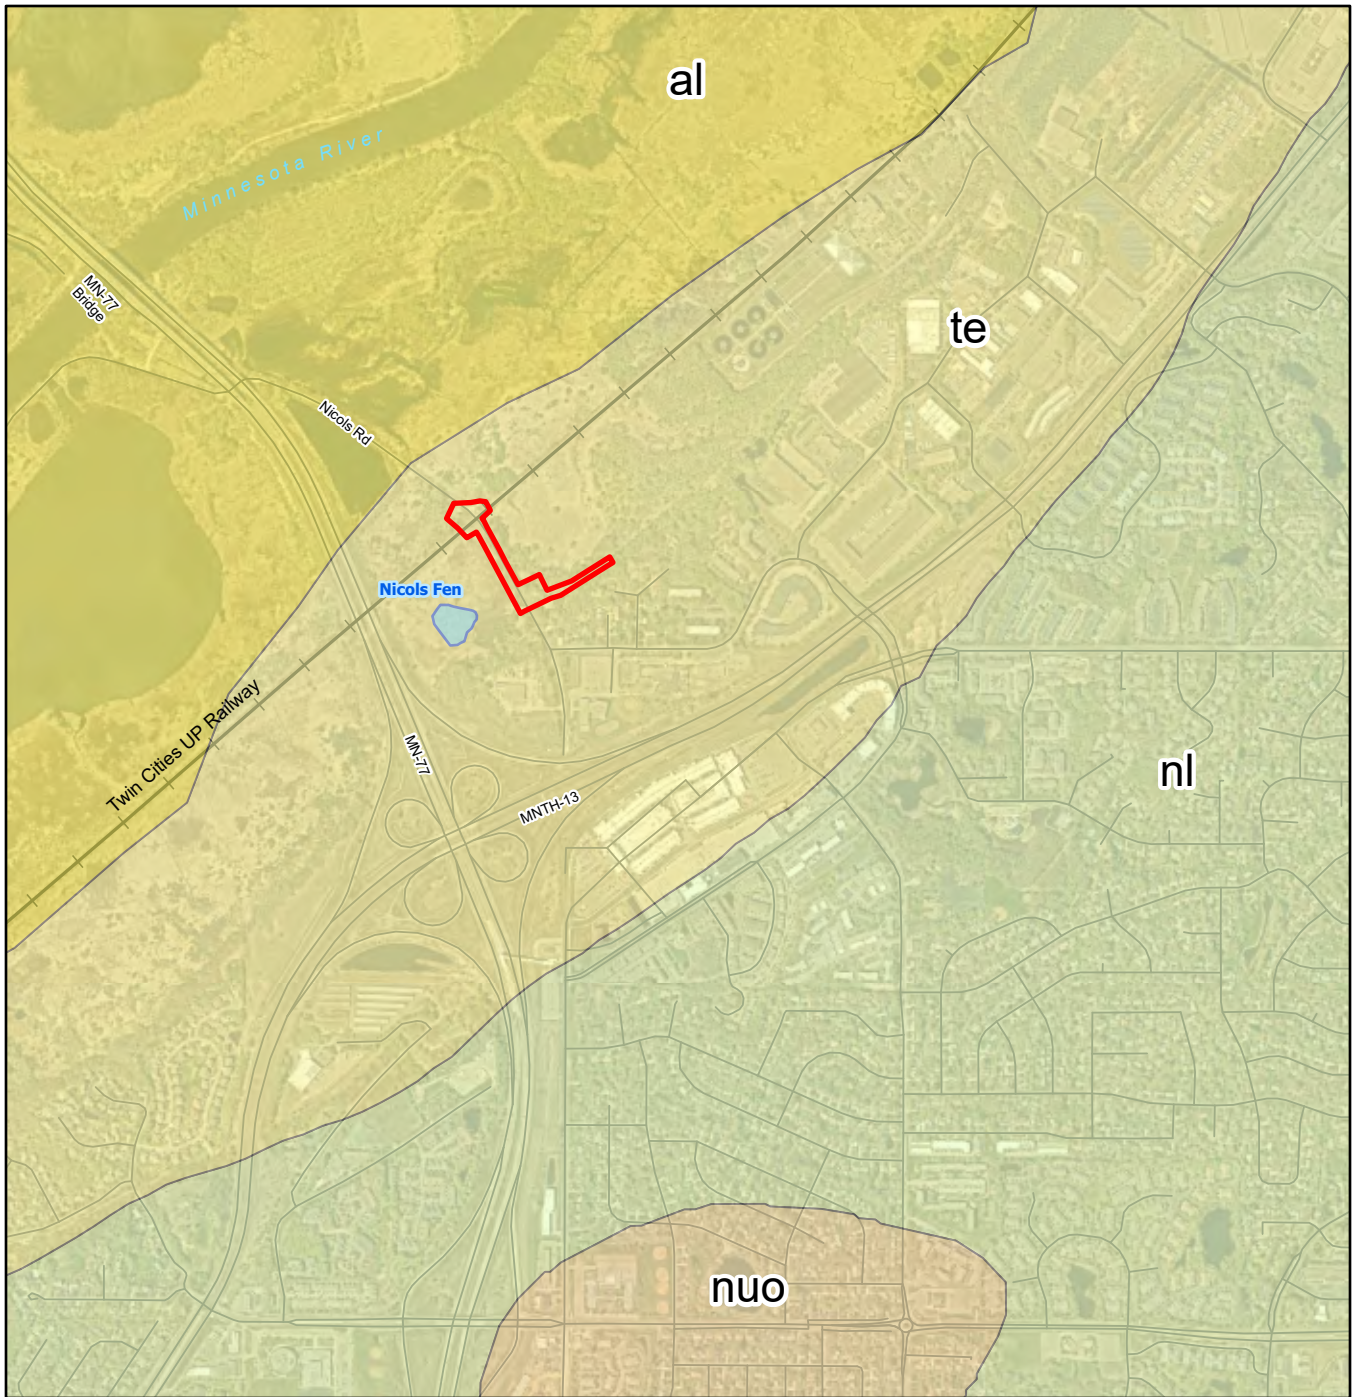 al
Minnesota River
MN-77
Bridge
te
Nicols Rd
Nicols Fen
Twin Cities UP Railway
MN-77
nl
MNTH-13
nuo